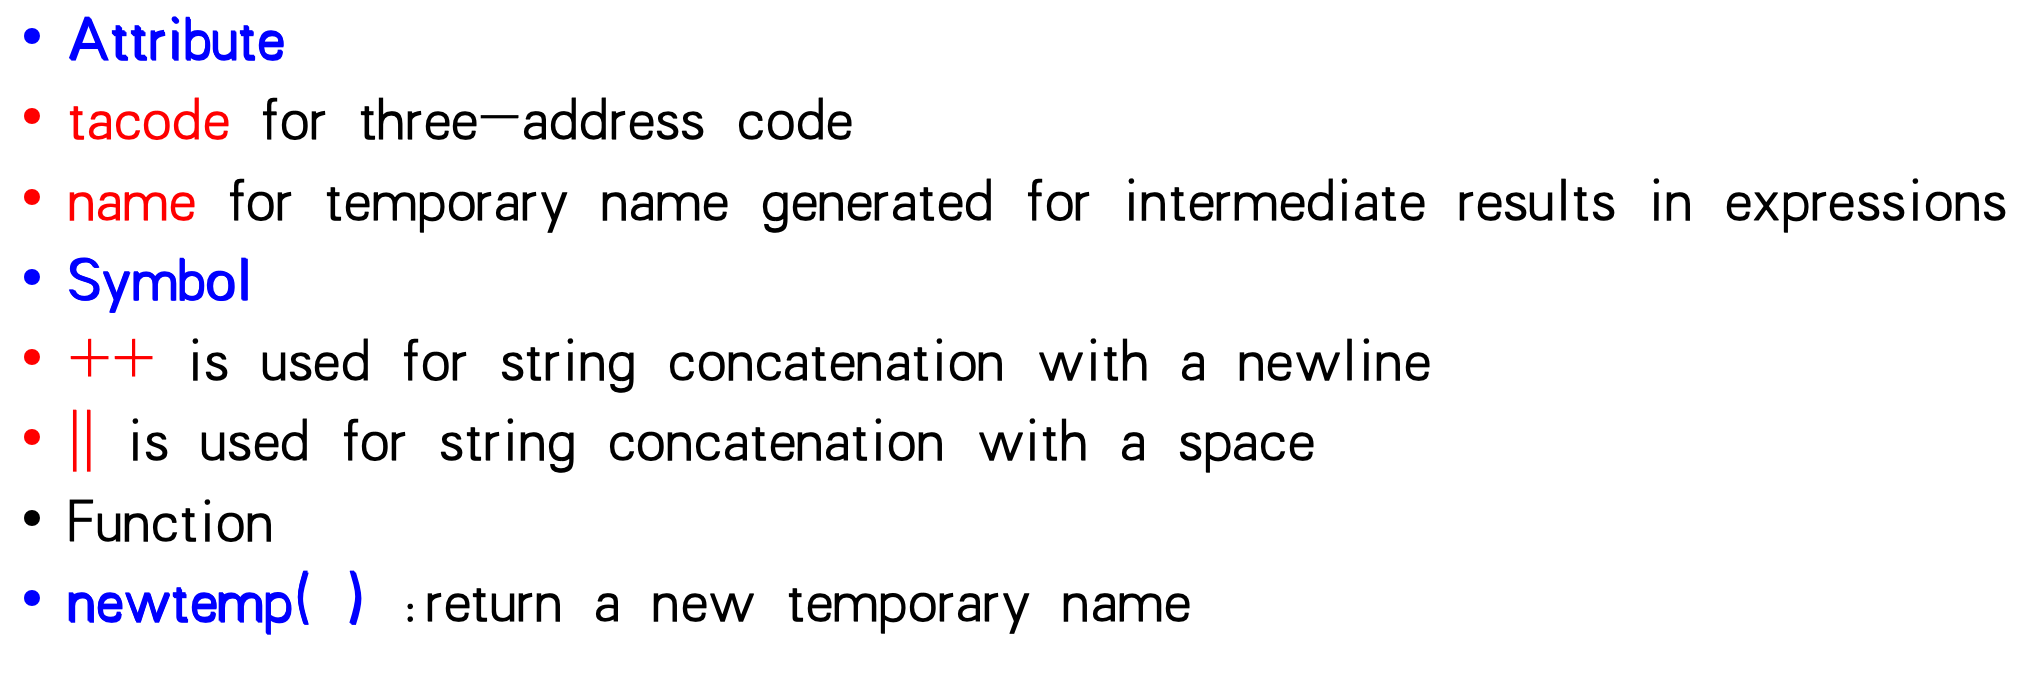 • Attribute
• tacode for three—address code
• name for temporary name generated for intermediate results in expressions
• Symbol
• ++ is used for string concatenation with a newline
• || is used for string concatenation with a space
• Function
• newtemp( ) :return a new temporary name